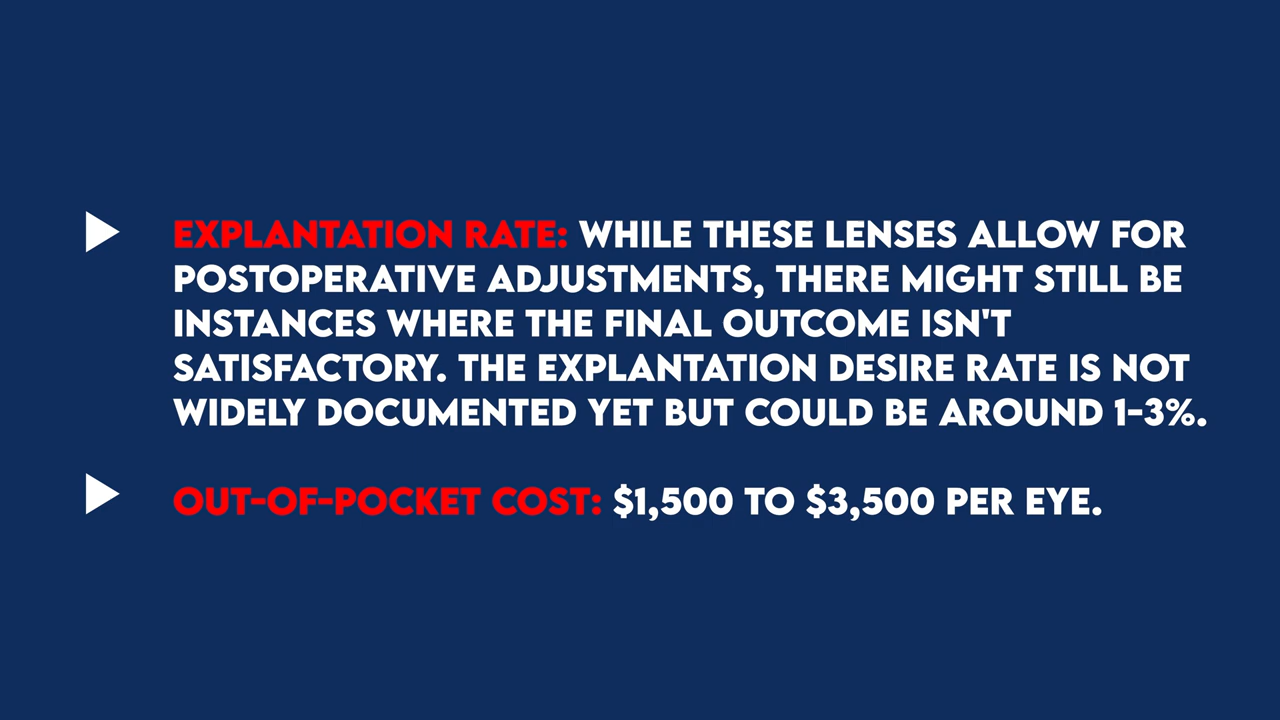 EXPLANTATION RATE: WHILE THESE LENSES ALLOW FOR
POSTOPERATIVE ADJUSTMENTS, THERE MIGHT STILL BE
INSTANCES WHERE THE FINAL OUTCOME ISN'T
SATISFACTORY. THE EXPLANTATION DESIRE RATE IS NOT
WIDELY DOCUMENTED YET BUT COULD BE AROUND 1-3%.
OUT-OF-POCKET COST: $1,500 TO $3,500 PER EYE.